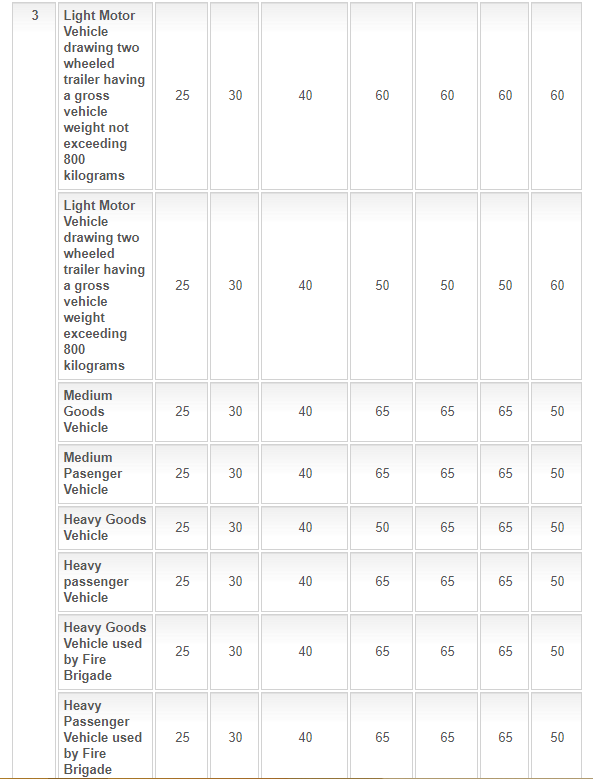 3
Light Motor
Vehicle
drawing two
wheeled
trailer having
a gross
vehicle
weight not
exceeding
800
kilograms
25 30 40 60 60 60 60
Light Motor
Vehicle
drawing two
wheeled
trailer having
a gross
vehicle
weight
exceeding
800
kilograms
25 30 40 50 50 50 60
Medium
Goods
Vehicle
25 30 40 65 65 65 50
Medium
Pasenger
Vehicle
25 30 40 65 65 65 50
Heavy Goods
Vehicle
25 30 40 50 65 65 50
Heavy
passenger
Vehicle
25 30 40 65 65 65 50
Heavy Goods
Vehicle used
by Fire
Brigade
25 30 40 65 65 65 50
Heavy
Passenger
Vehicle used
by Fire
Brigade
25 30 40 65 65 65 50